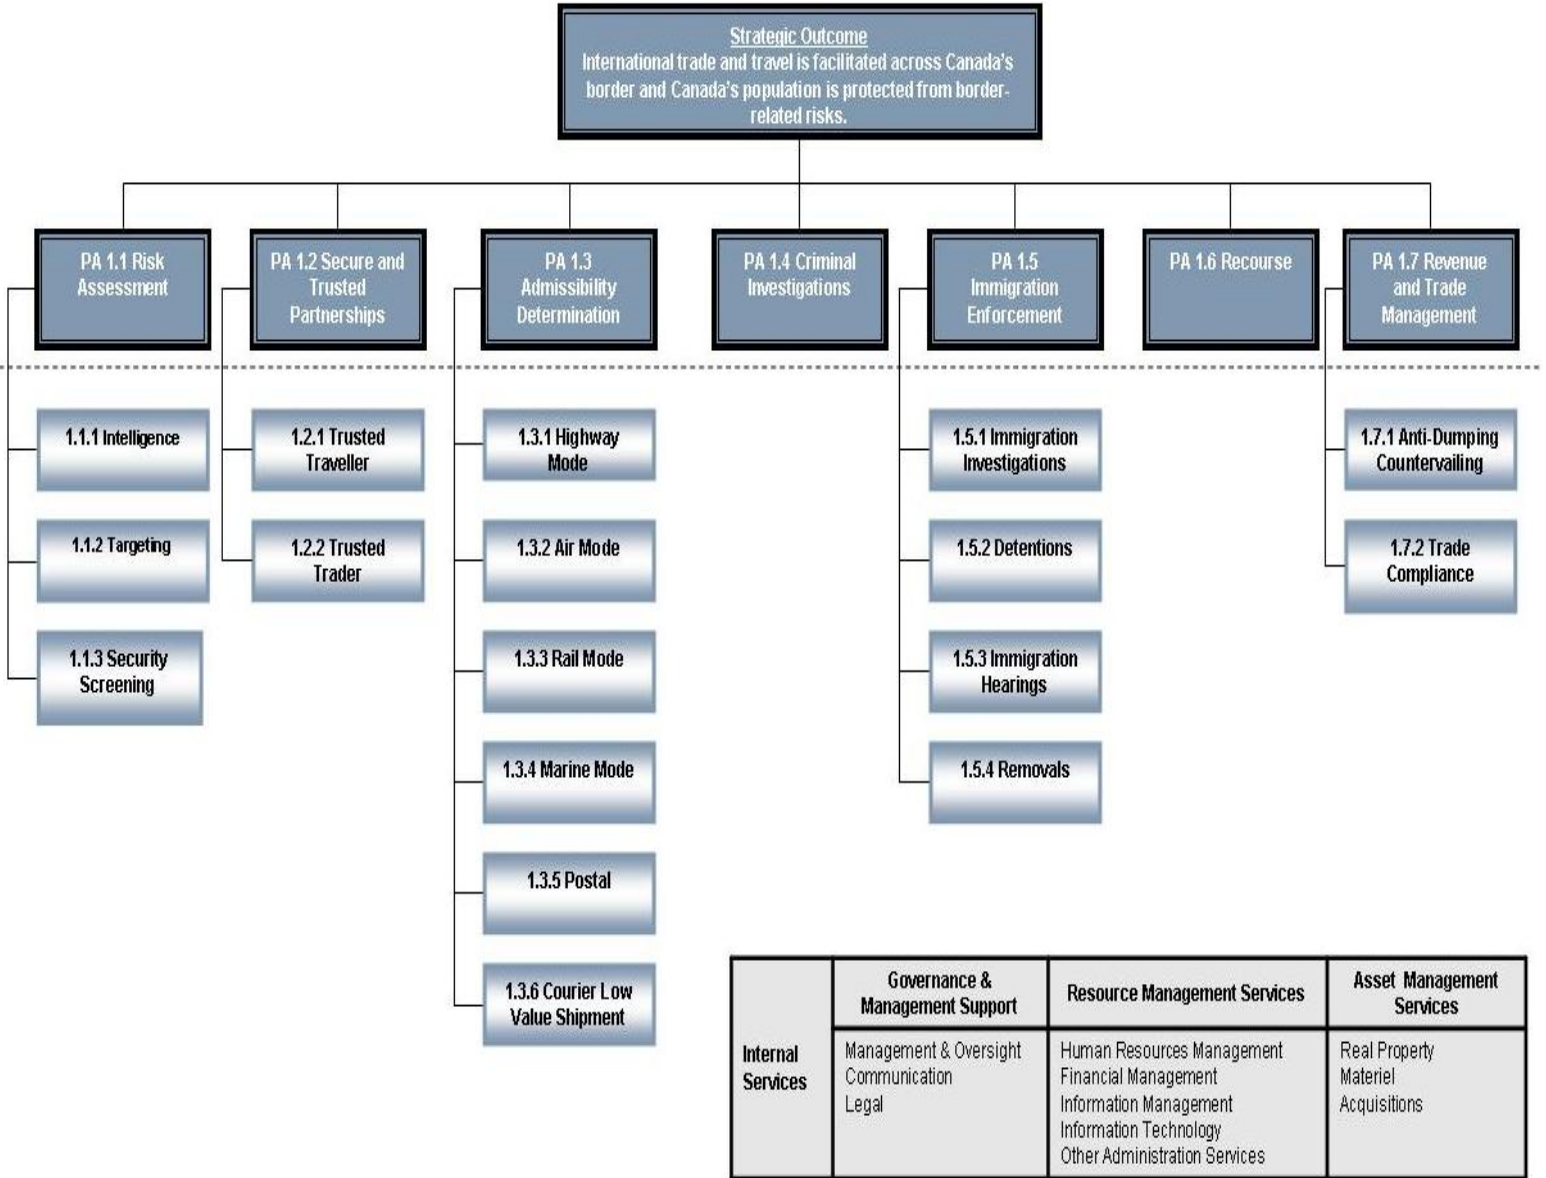 Strategic Outcome
International trade and travel is facilitated across Canada's
border and Canada's population is protected from border-
related risks.
PA 1.1 Risk
Assessment
PA 1.2 Secure and
Trusted
Partnerships
PA 1.3
Admissibility
Determination
PA 1.4 Criminal
Investigations
PA 1.5
Immigration
Enforcement
PA 1.6 Recourse
PA 1.7 Revenue
and Trade
Management
1.1.1 Intelligence
1.1.2 Targeting
1.1.3 Security
Screening
1.2.1 Trusted
Traveller
1.2.2 Trusted
Trader
1.3.1 Highway
Mode
1.3.2 Air Mode
1.3.3 Rail Mode
1.3.4 Marine Mode
1.3.5 Postal
1.3.6 Courier Low
Value Shipment
1.5.1 Immigration
Investigations
1.5.2 Detentions
1.5.3 Immigration
Hearings
1.5.4 Removals
1.7.1 Anti-Dumping
Countervailing
1.7.2 Trade
Compliance
Internal
Services
Governance &
Management Support
Management & Oversight
Communication
Legal
Resource Management Services
Human Resources Management
Financial Management
Information Management
Information Technology
Other Administration Services
Asset Management
Services
Real Property
Materiel
Acquisitions